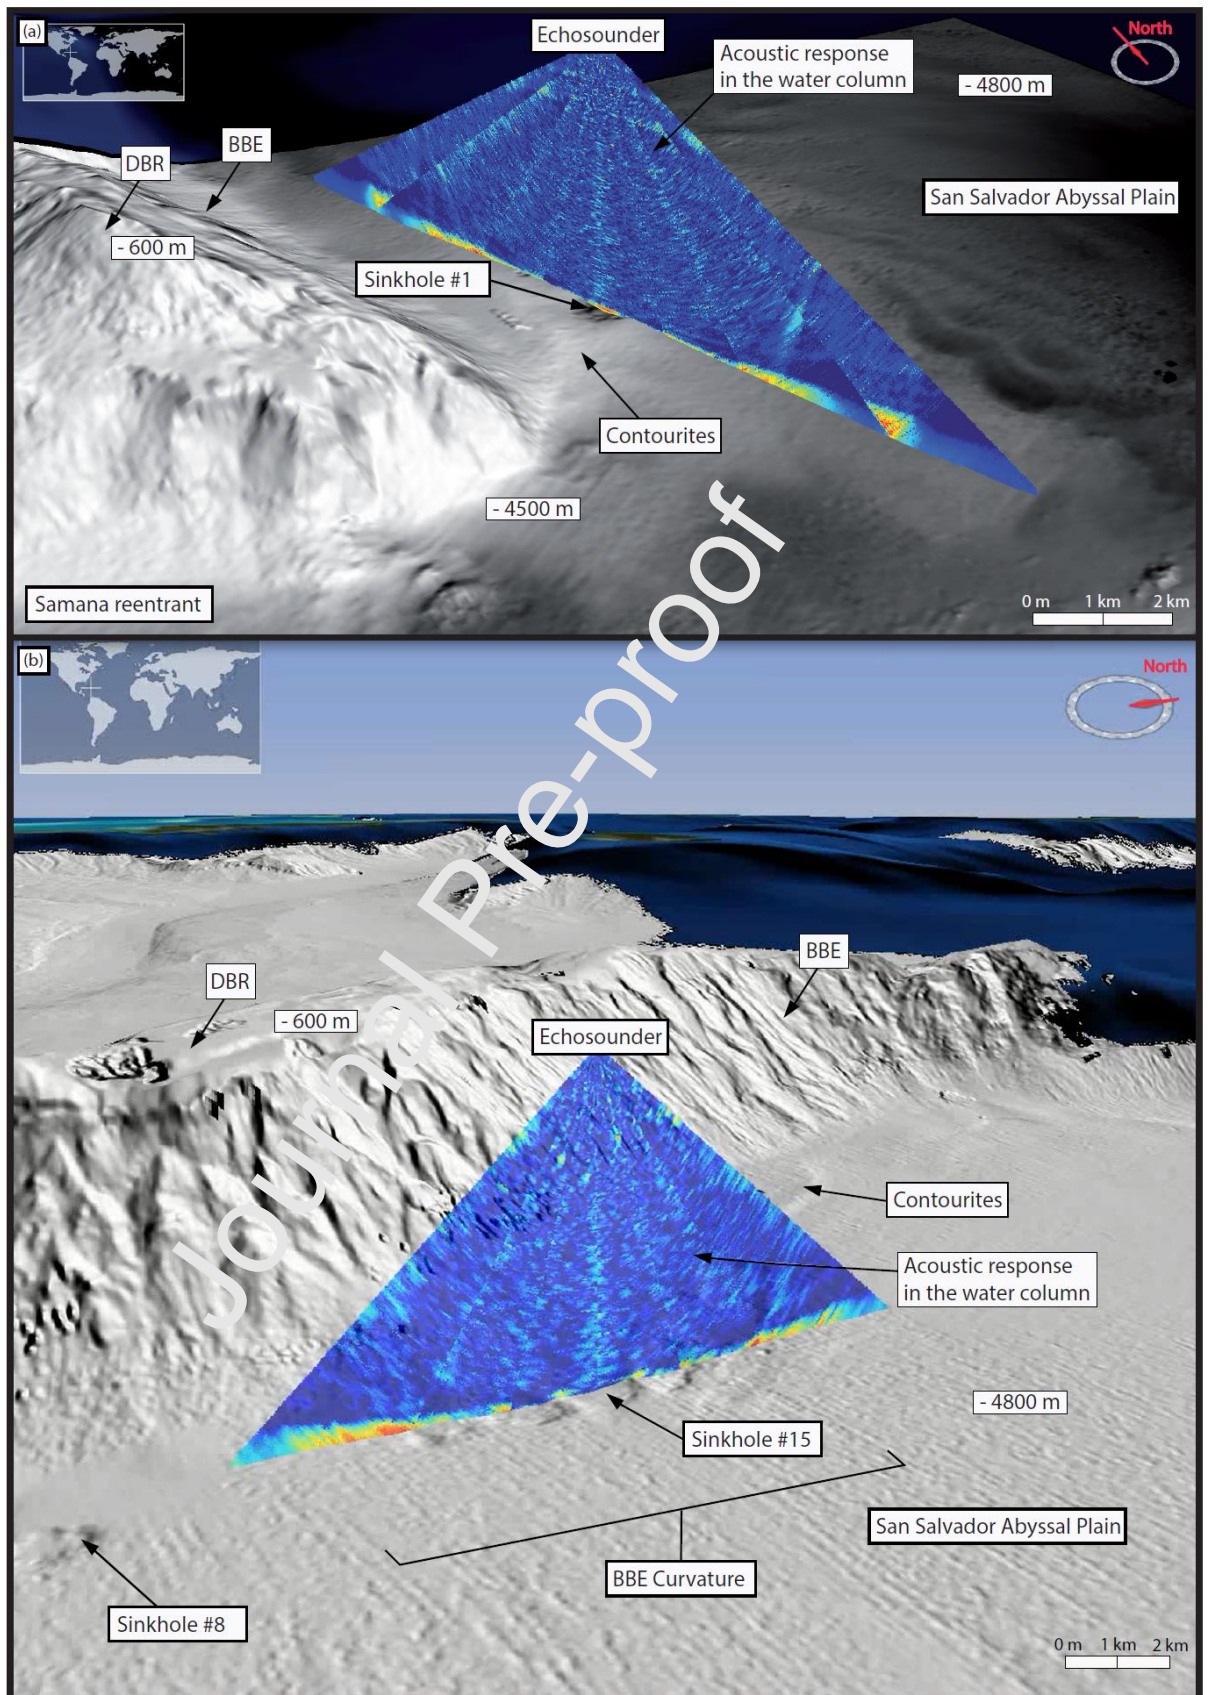 (a)
Echosounder
North
Acoustic response
in the water column
- 4800 m
BBE
DBR
San Salvador Abyssal Plain
- 600 m
Sinkhole #1
Contourites
- 4500 m
Samana reentrant
0 m 1 km 2 km
Journal Pre-proof
(b)
North
BBE
DBR
- 600 m
Echosounder
Contourites
Acoustic response
in the water column
- 4800 m
Sinkhole #15
San Salvador Abyssal Plain
BBE Curvature
Sinkhole #8
0 m 1 km 2 km